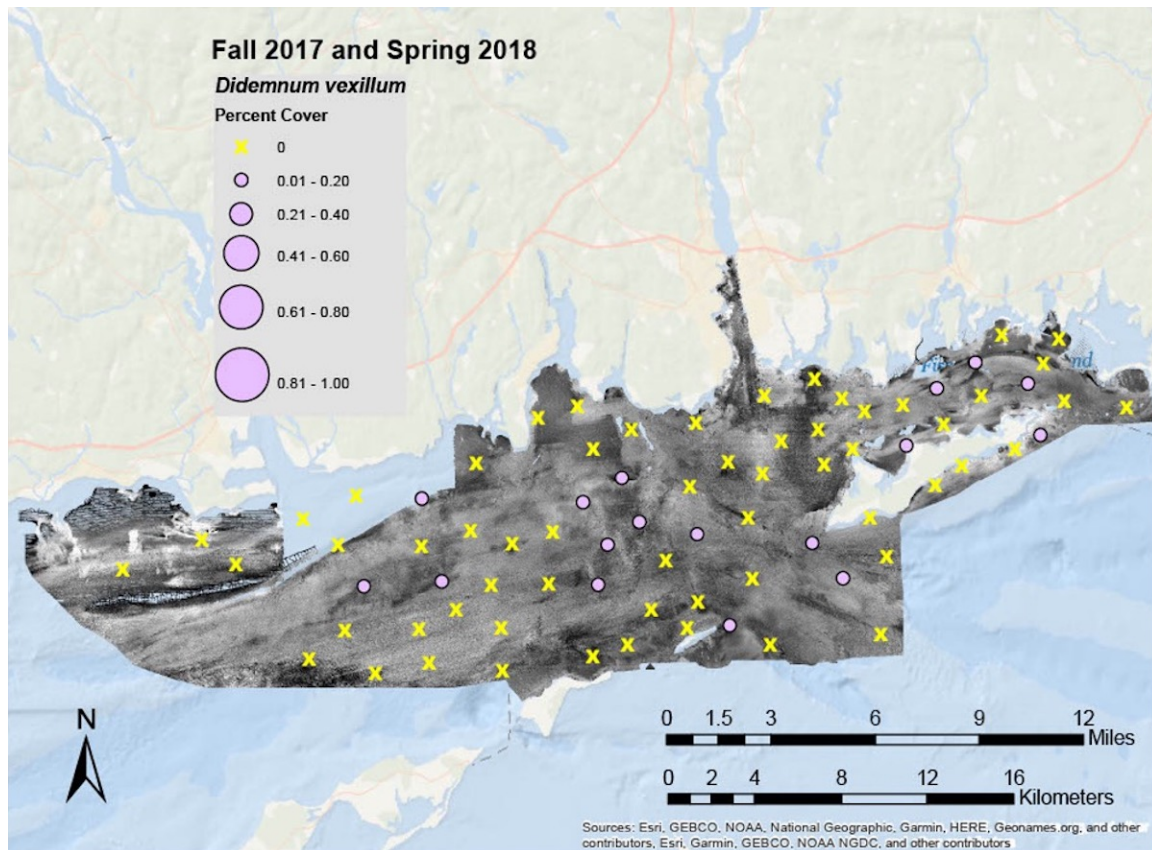 Fall 2017 and Spring 2018
Didemnum vexillum
Percent Cover
X 0
0.01 - 0.20
0.21 - 0.40
0.41 - 0.60
0.61 - 0.80
0.81 - 1.00
Fi nd
N
0 1.5 3 6 9 12
Miles
0 2 4 8 12 16
Kilometers
Sources: Esri, GEBCO, NOAA, National Geographic, Garmin, HERE, Geonames.org, and other
contributors, Esri, Garmin, GEBCO, NOAA NGDC, and other contributors